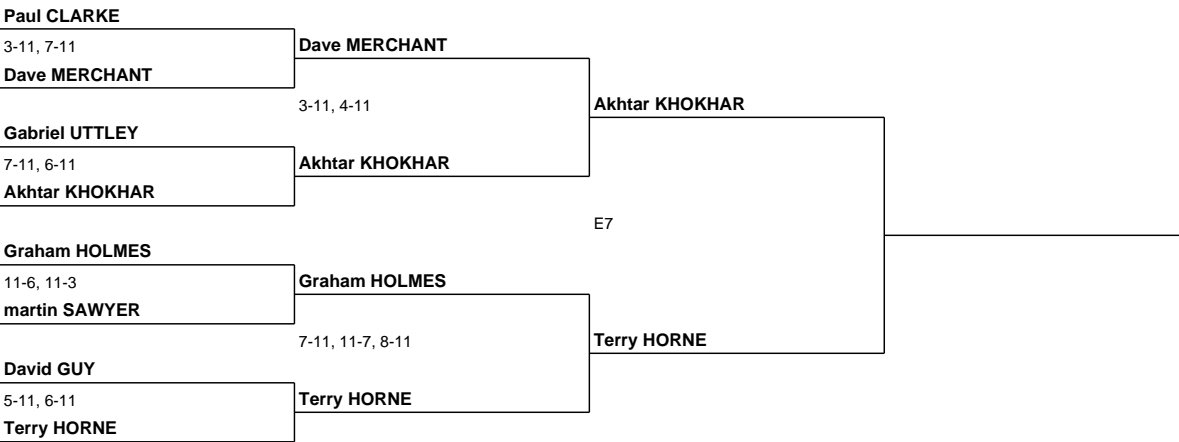 Paul CLARKE
3-11, 7-11
Dave MERCHANT
Dave MERCHANT
3-11, 4-11
Akhtar KHOKHAR
Gabriel UTTLEY
7-11, 6-11
Akhtar KHOKHAR
Akhtar KHOKHAR
E7
Graham HOLMES
11-6, 11-3
Graham HOLMES
martin SAWYER
7-11, 11-7, 8-11
Terry HORNE
David GUY
5-11, 6-11
Terry HORNE
Terry HORNE